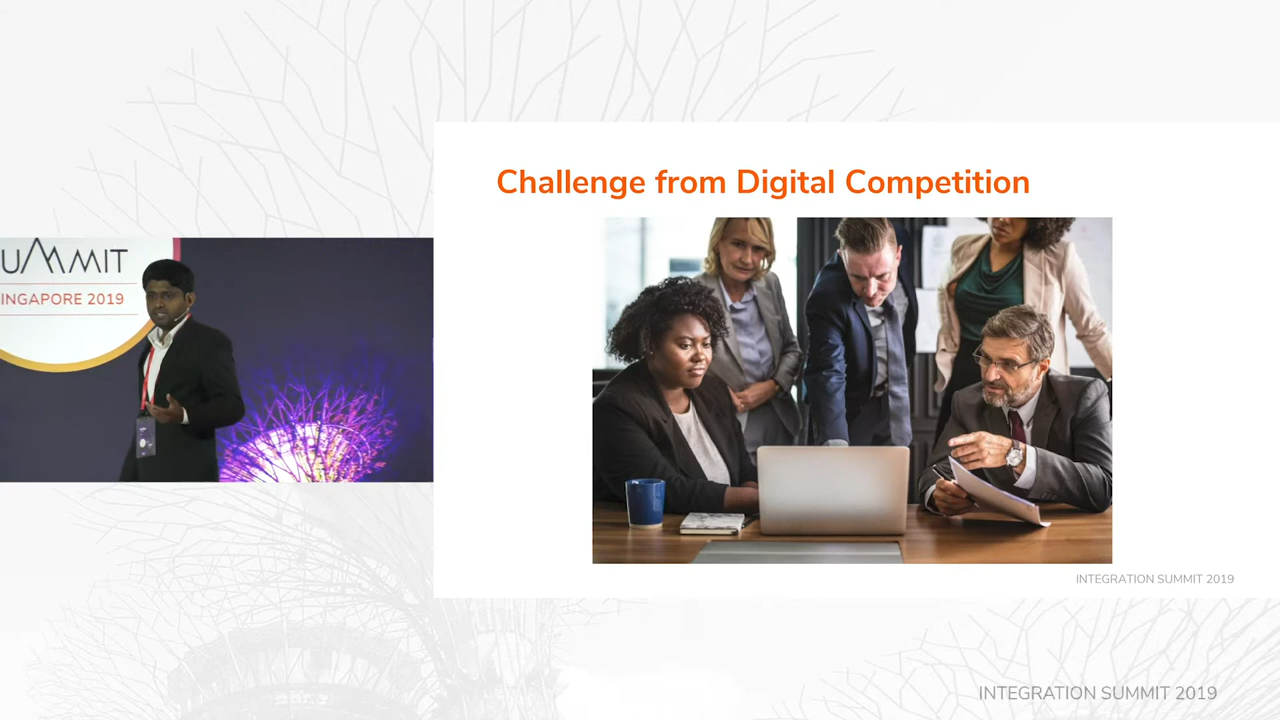 Challenge from Digital Competition
UMMIT
INGAPORE 2019
INTEGRATION SUMMIT 2019
INTEGRATION SUMMIT 2019